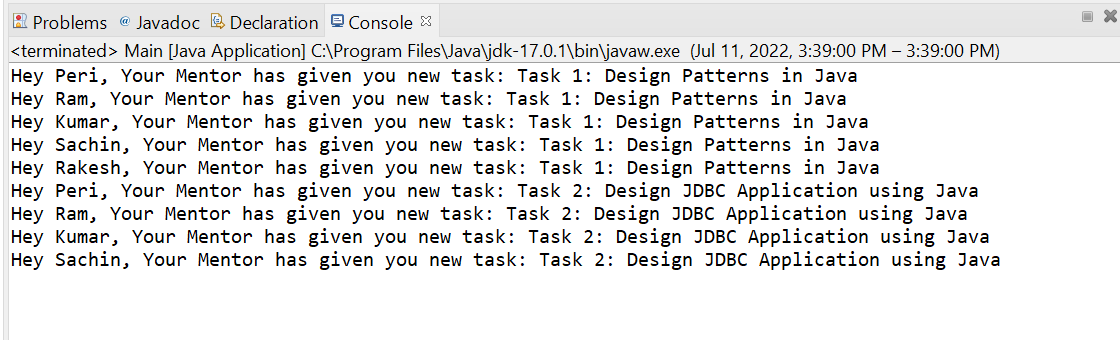 Problems @ Javadoc Declaration Console
<terminated> Main [Java Application] C:\Program Files\Java\jdk-17.0.1\bin\javaw.exe (Jul 11, 2022, 3:39:00 PM – 3:39:00 PM)
Hey Peri, Your Mentor has given you new task: Task 1: Design Patterns in Java
Hey Ram, Your Mentor has given you new task: Task 1: Design Patterns in Java
Hey Kumar, Your Mentor has given you new task: Task 1: Design Patterns in Java
Hey Sachin, Your Mentor has given you new task: Task 1: Design Patterns in Java
Hey Rakesh, Your Mentor has given you new task: Task 1: Design Patterns in Java
Hey Peri, Your Mentor has given you new task: Task 2: Design JDBC Application using Java
Hey Ram, Your Mentor has given you new task: Task 2: Design JDBC Application using Java
Hey Kumar, Your Mentor has given you new task: Task 2: Design JDBC Application using Java
Hey Sachin, Your Mentor has given you new task: Task 2: Design JDBC Application using Java